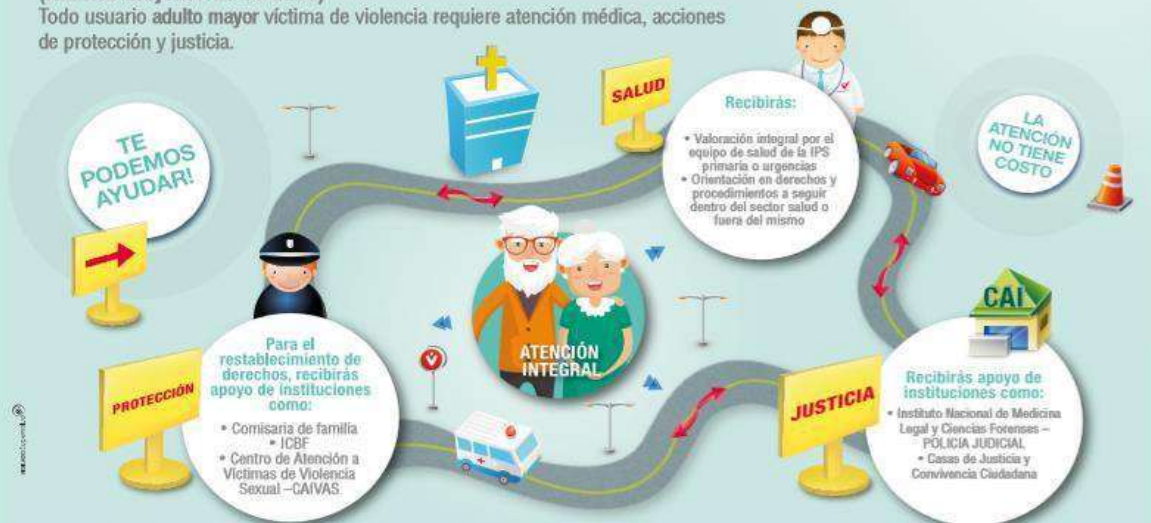 Todo usuario adulto mayor víctima de violencia requiere atención médica, acciones
de protección y justicia.
TE
PODEMOS
AYUDAR!
SALUD
Recibirás:
• Valoración integral por el
equipo de salud de la IPS
primaria o urgencias
• Orientación en derechos y
procedimientos a seguir
dentro del sector salud o
fuera del mismo
LA
ATENCIÓN
NO TIENE
COSTO
ATENCIÓN
INTEGRAL
PROTECCIÓN
Para el
restablecimiento de
derechos, recibirás
apoyo de instituciones
como:
• Comisaria de familia
• ICBF
• Centro de Atención a
Víctimas de Violencia
Sexual –CAIVAS
CAI
JUSTICIA
Recibirás apoyo de
instituciones como:
• Instituto Nacional de Medicina
Legal y Ciencias Forenses –
POLICIA JUDICIAL
• Casas de Justicia y
Convivencia Ciudadana